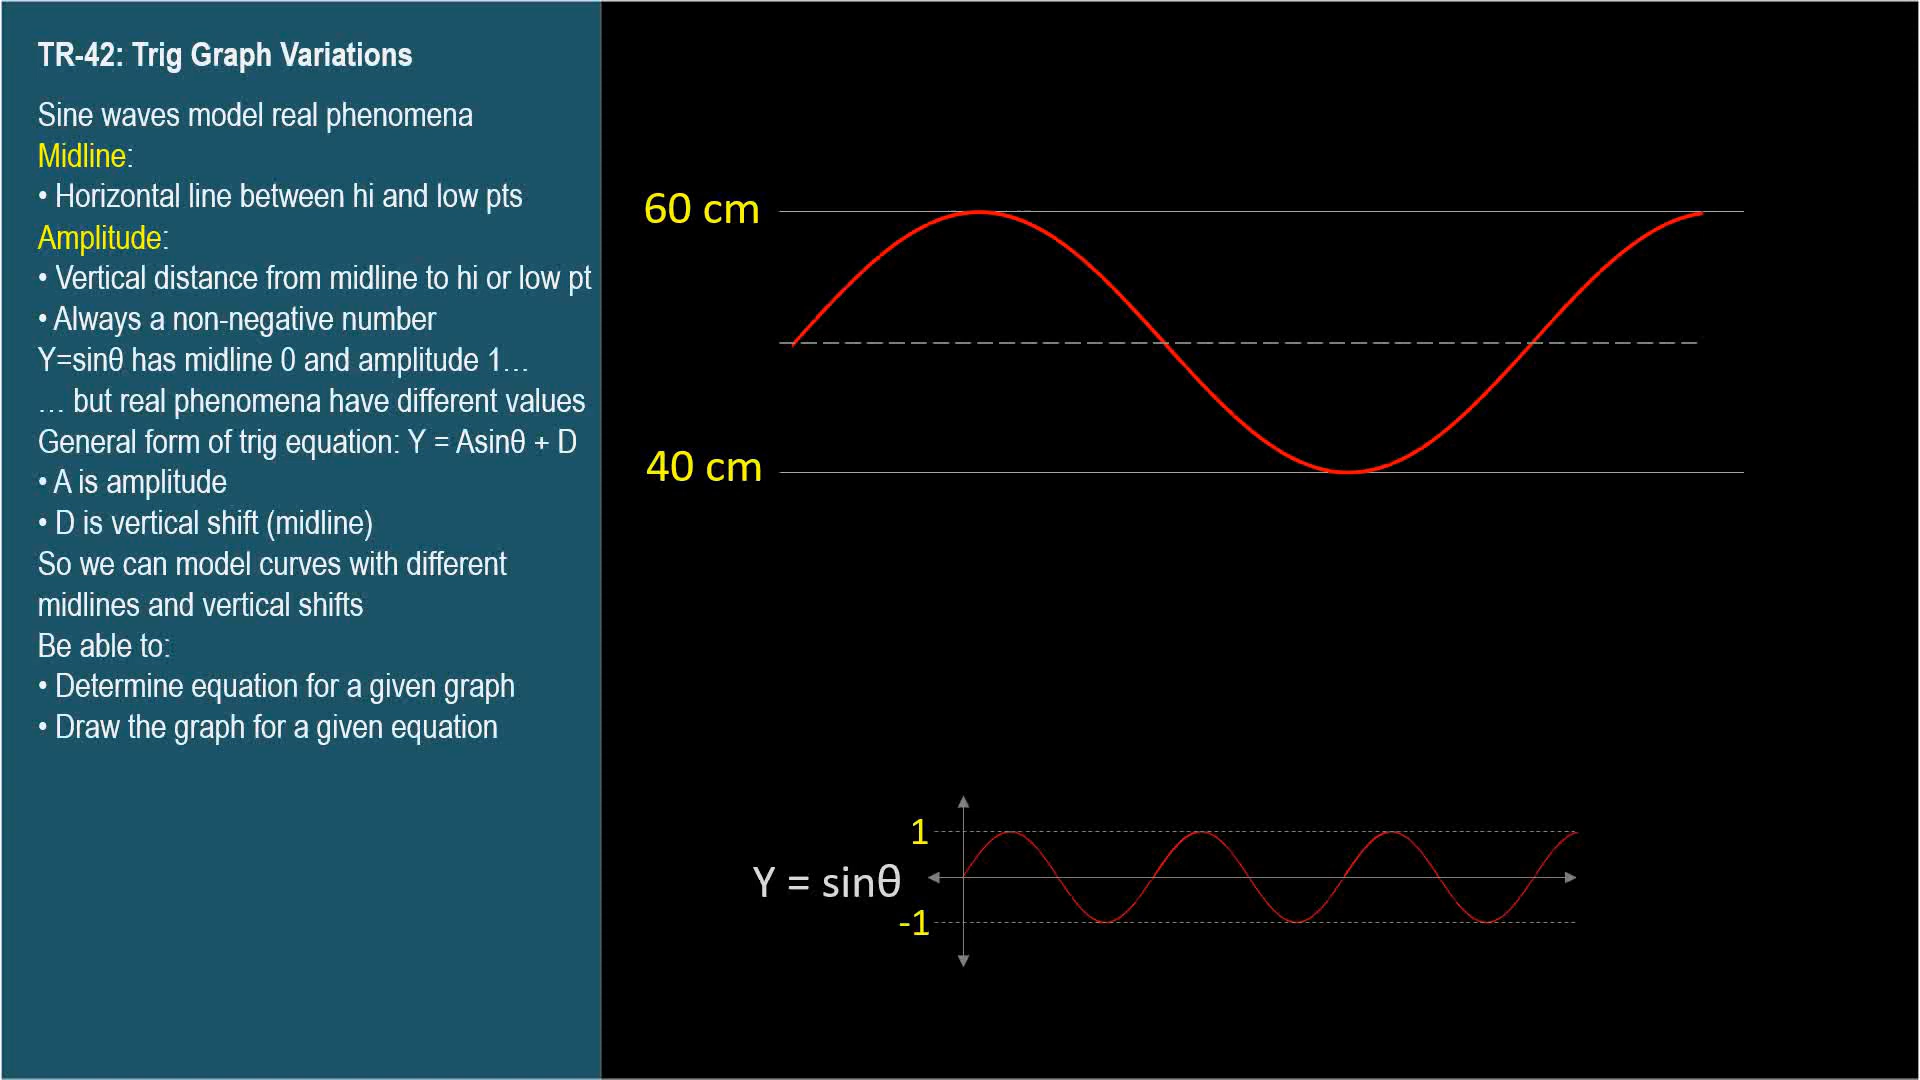 TR-42: Trig Graph Variations
Sine waves model real phenomena
Midline:
• Horizontal line between hi and low pts
Amplitude:
• Vertical distance from midline to hi or low pt
• Always a non-negative number
Y=sinθ has midline 0 and amplitude 1…
… but real phenomena have different values
General form of trig equation: Y = Asinθ + D
• A is amplitude
• D is vertical shift (midline)
So we can model curves with different
midlines and vertical shifts
Be able to:
• Determine equation for a given graph
• Draw the graph for a given equation
60 cm
40 cm
1
Y = sinθ
-1